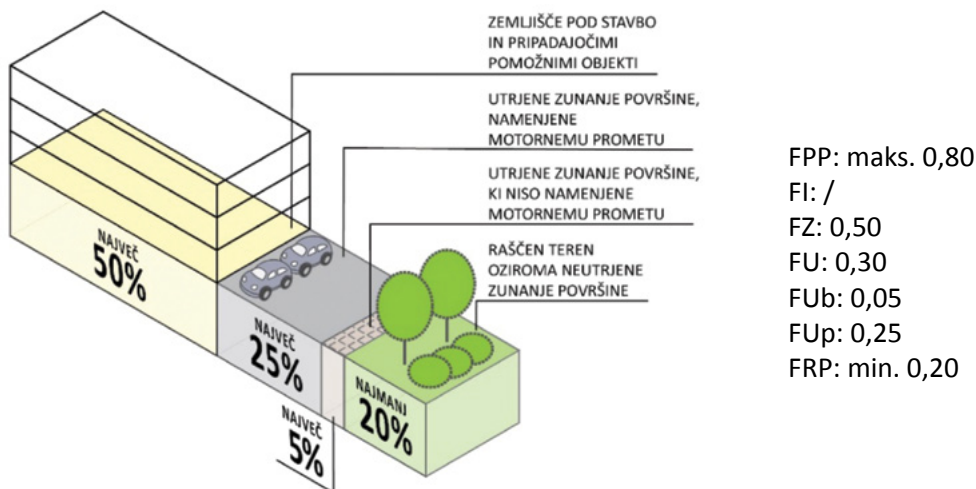 ZEMLJIŠČE POD STAVBO
IN PRIPADAJOČIMI
POMOŽNIMI OBJEKTI
UTRJENE ZUNANJE POVRŠINE,
NAMENJENE
MOTORNEMU PROMETU
UTRJENE ZUNANJE POVRŠINE,
KI NISO NAMENJENE
MOTORNEMU PROMETU
RAŠČEN TEREN
OZIROMA NEUTRJENE
ZUNANJE POVRŠINE
NAJVEČ
50%
NAJVEČ
25%
NAJVEČ
5%
NAJMANJ
20%
FPP: maks. 0,80
FI: /
FZ: 0,50
FU: 0,30
FUb: 0,05
FUp: 0,25
FRP: min. 0,20